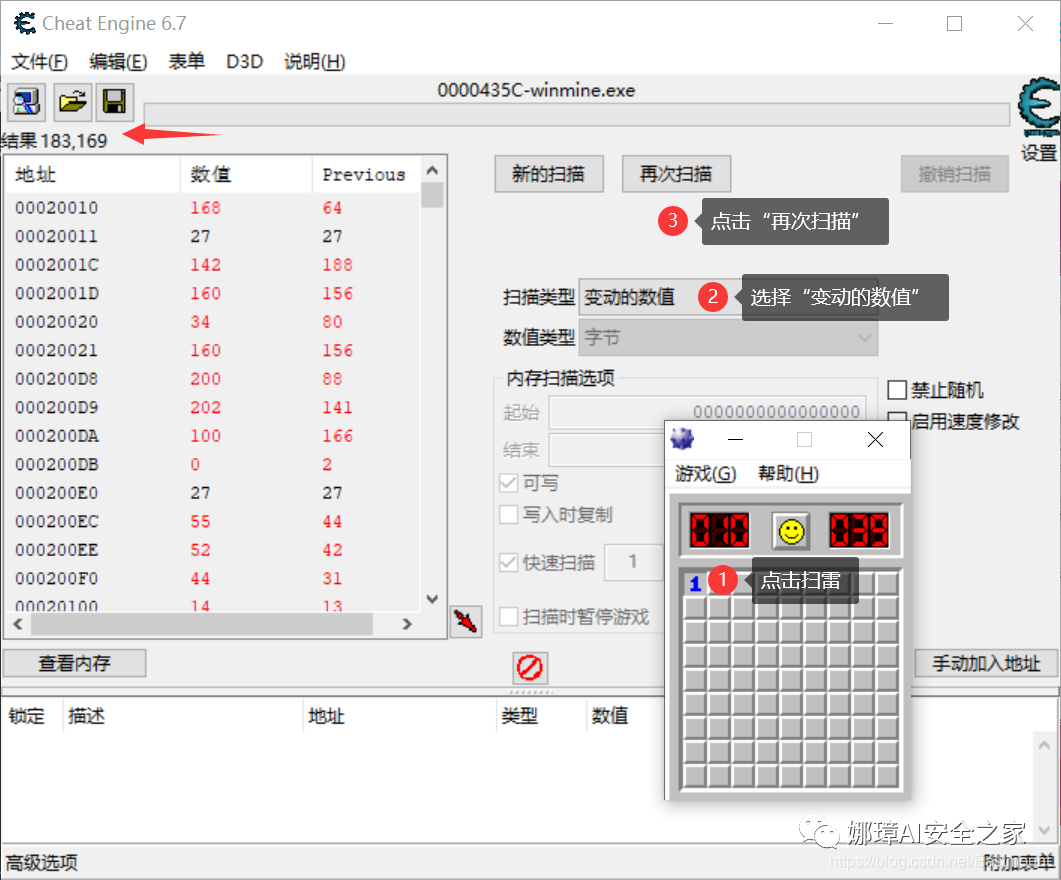 Cheat Engine 6.7
文件(F) 编辑(E) 表单 D3D 说明(H)
0000435C-winmine.exe
结果 183,169
设置
地址 数值 Previous
00020010 168 64
00020011 27 27
0002001C 142 188
0002001D 160 156
00020020 34 80
00020021 160 156
000200D8 200 88
000200D9 202 141
000200DA 100 166
000200DB 0 2
000200E0 27 27
000200EC 55 44
000200EE 52 42
000200F0 44 31
00020100 14 13
新的扫描 再次扫描 撤销扫描
3 点击“再次扫描”
扫描类型 变动的数值 2 选择“变动的数值”
数值类型 字节
内存扫描选项
起始 0000000000000000
结束
可写
写入时复制
快速扫描 1
扫描时暂停游戏
禁止随机
启用速度修改
游戏(G) 帮助(H)
1 1 点击扫雷
查看内存 手动加入地址
锁定 描述 地址 类型 数值
娜璋AI安全之家
高级选项 附加表单